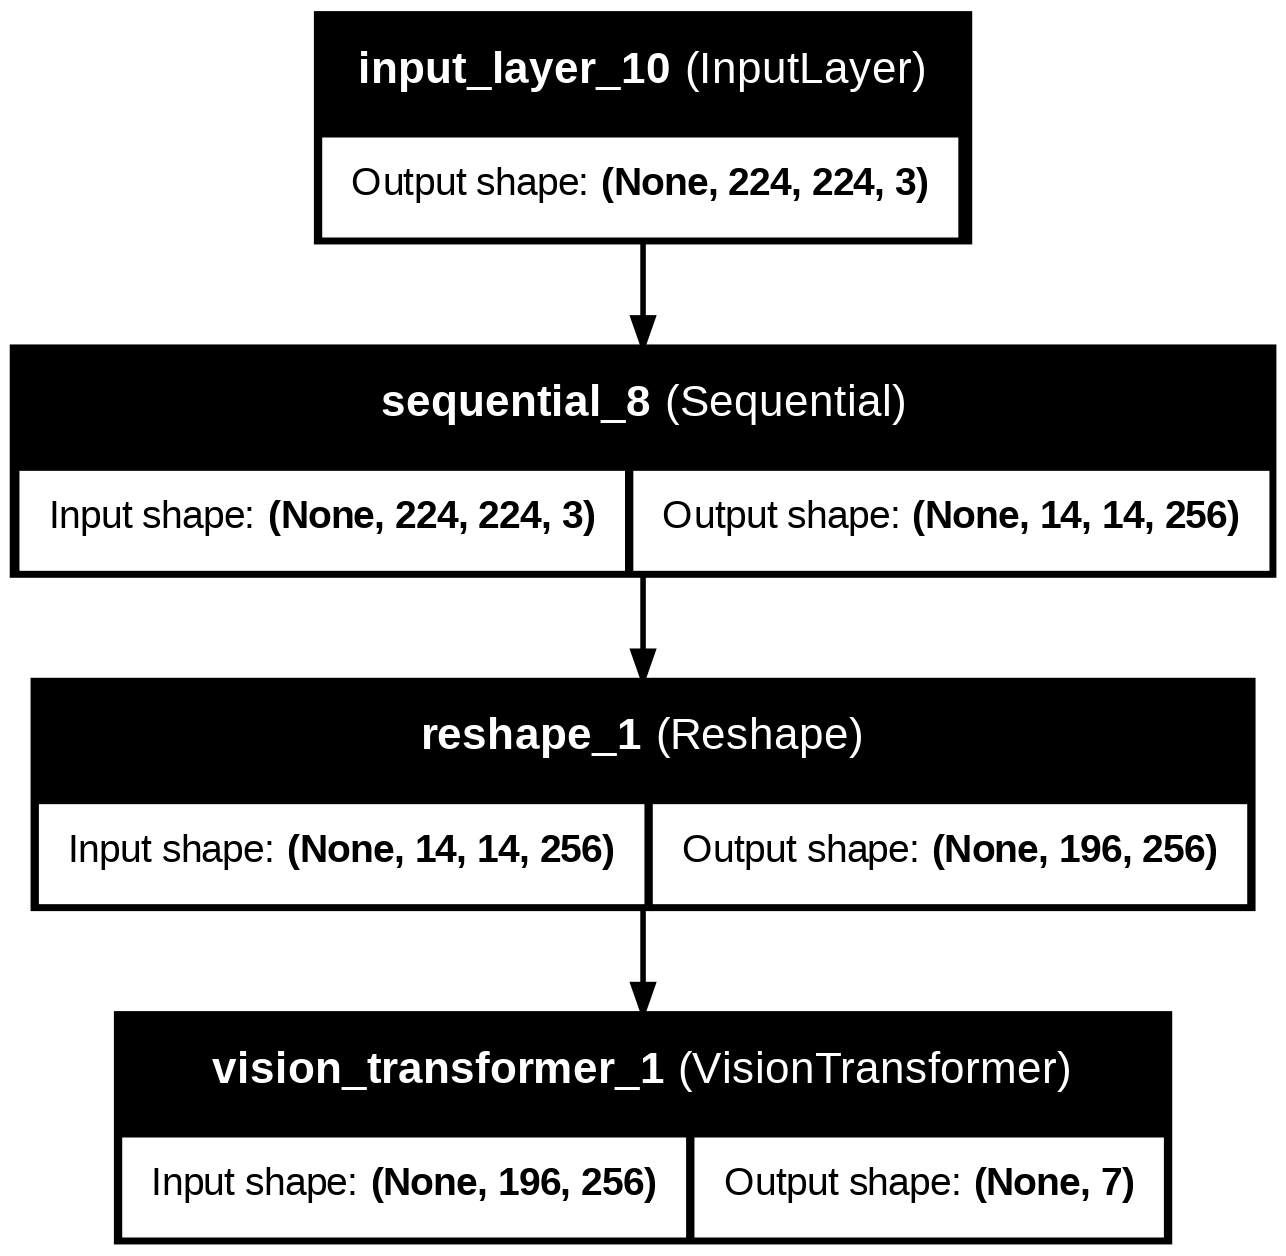 input_layer_10 (InputLayer)
Output shape: (None, 224, 224, 3)
sequential_8 (Sequential)
Input shape: (None, 224, 224, 3)
Output shape: (None, 14, 14, 256)
reshape_1 (Reshape)
Input shape: (None, 14, 14, 256)
Output shape: (None, 196, 256)
vision_transformer_1 (VisionTransformer)
Input shape: (None, 196, 256)
Output shape: (None, 7)